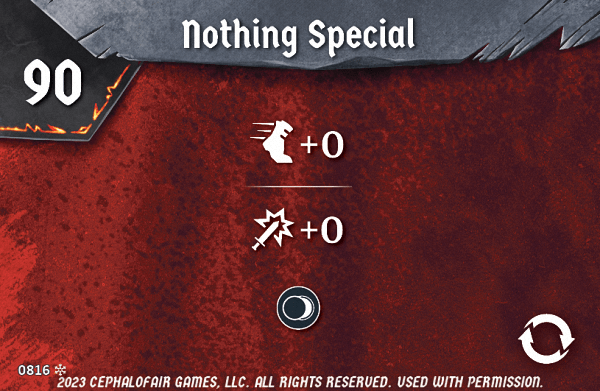 Nothing Special
90
+0
+0
0816
2023 CEPHALOFAIR GAMES, LLC. ALL RIGHTS RESERVED. USED WITH PERMISSION.